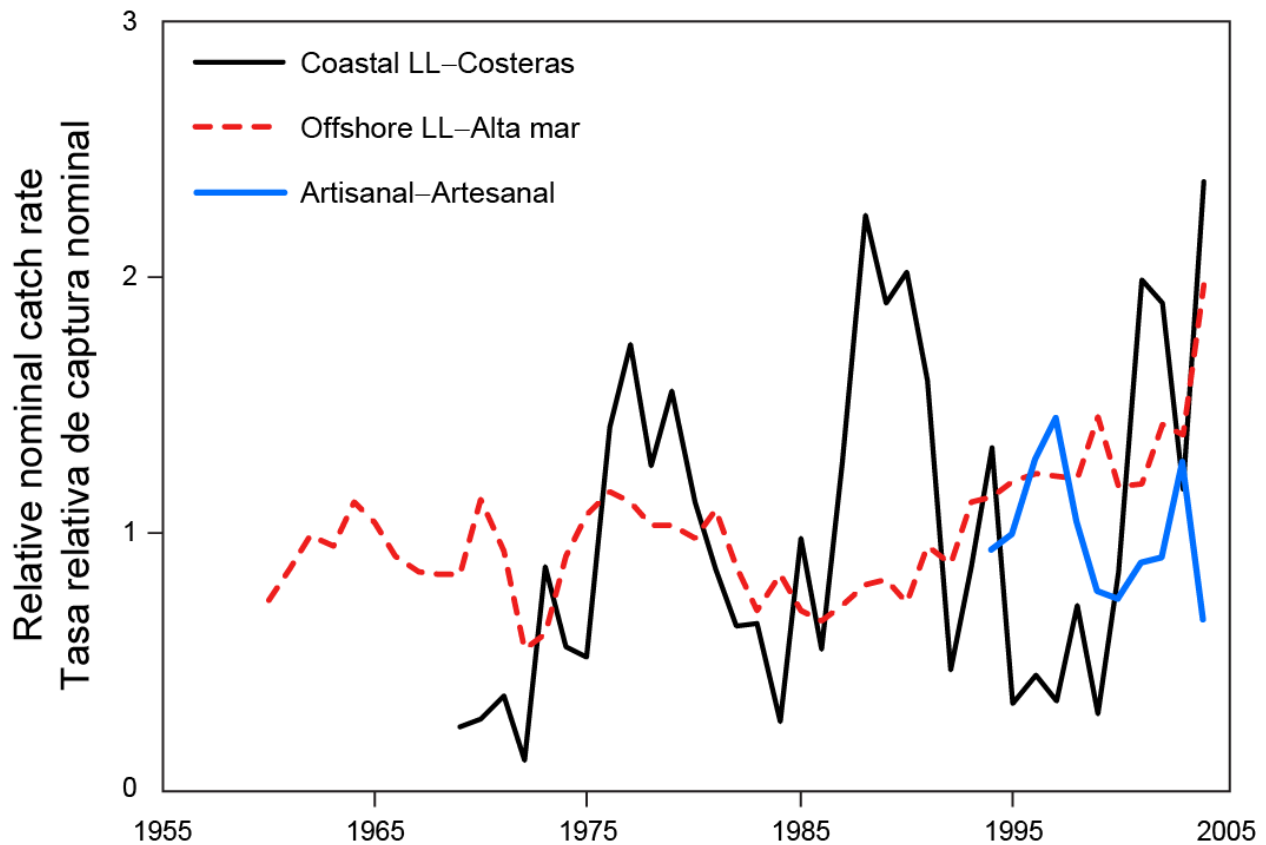 Relative nominal catch rate
Tasa relativa de captura nominal
3
2
1
0
Coastal LL–Costeras
Offshore LL–Alta mar
Artisanal–Artesanal
1955 1965 1975 1985 1995 2005